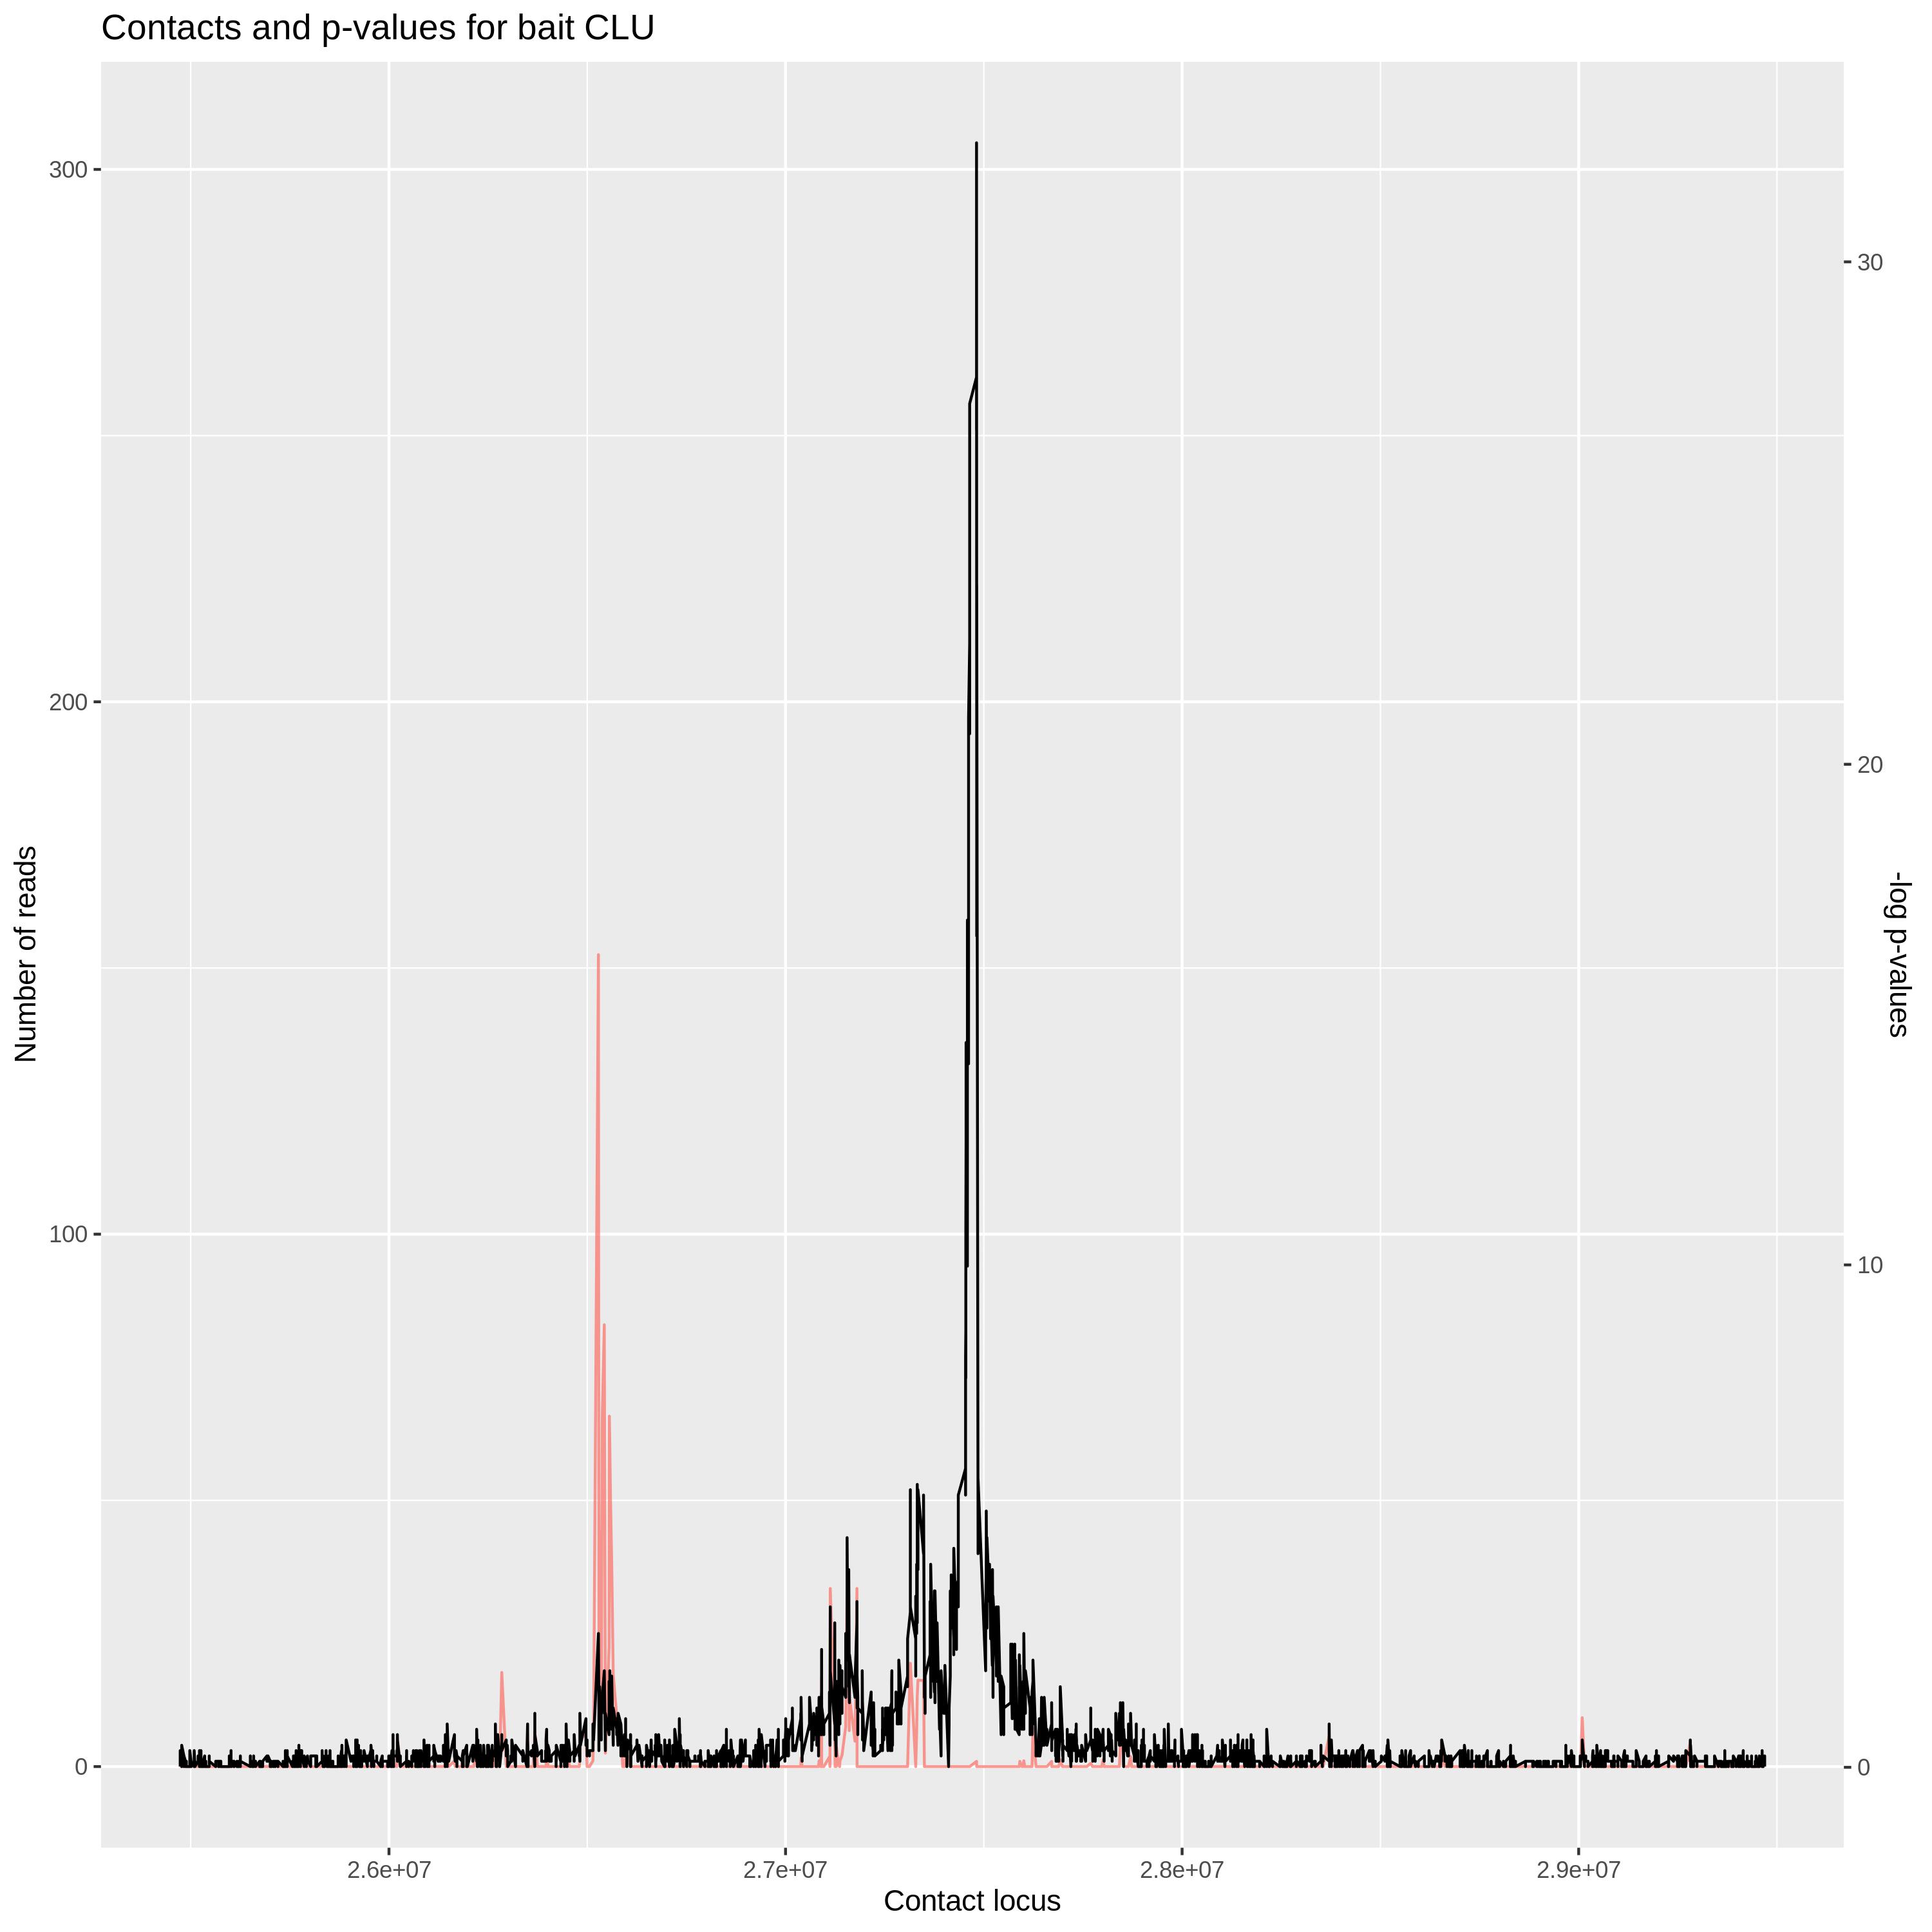 Contacts and p-values for bait CLU
300
200
100
0
Number of reads
30
20
10
0
-log p-values
2.6e+07
2.7e+07
2.8e+07
2.9e+07
Contact locus